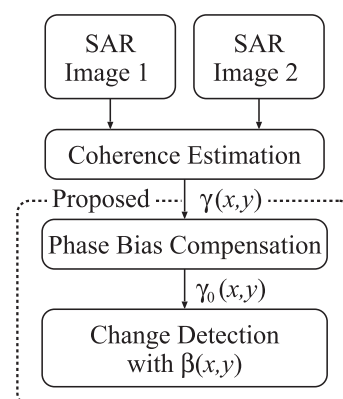 SAR
Image 1
SAR
Image 2
Coherence Estimation
Proposed
γ(x,y)
Phase Bias Compensation
γ₀(x,y)
Change Detection
with β(x,y)